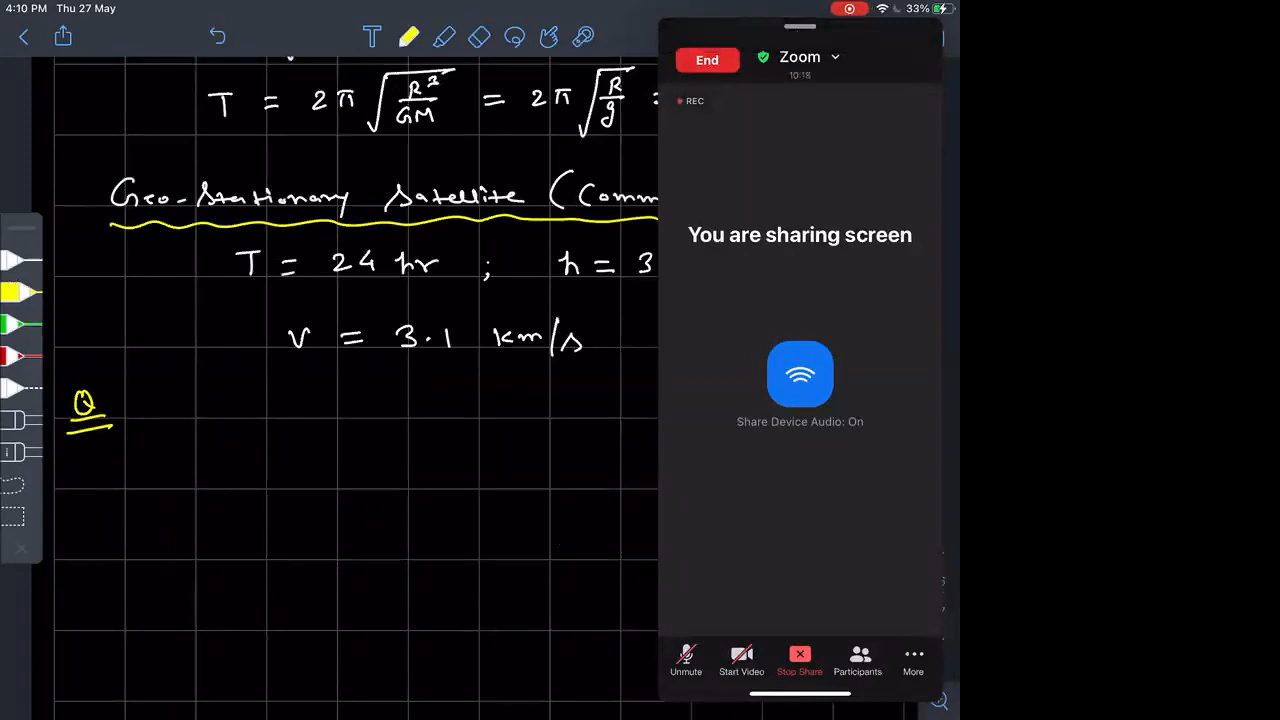 4:10 PM Thu 27 May
33%
T
End
Zoom
10:18
REC
T = 2π √(R³/GM) = 2π √(R/g) =
Geo-Stationary Satellite (Comm
You are sharing screen
T = 24 hr ; h = 3
v = 3.1 km/s
Q
Share Device Audio: On
Unmute Start Video Stop Share Participants More